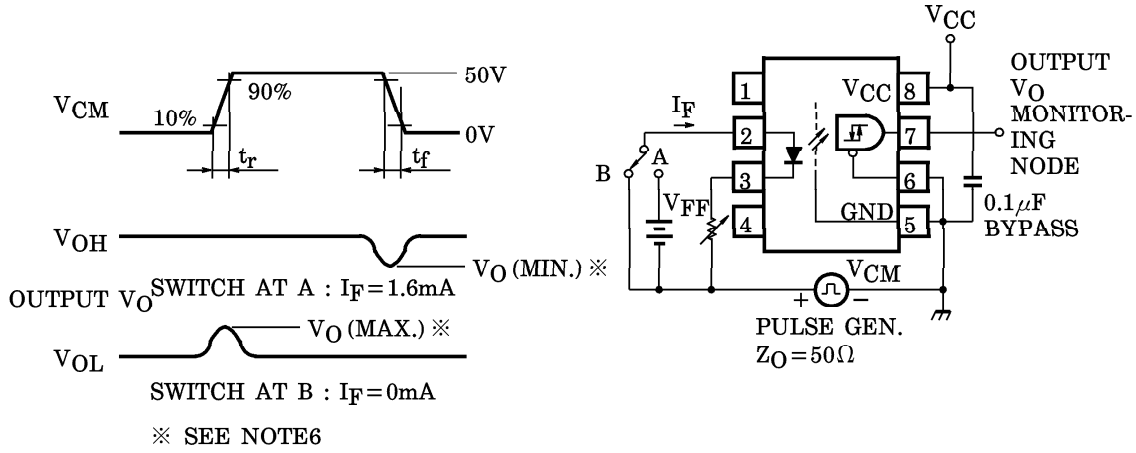 VCM
10%
90%
50V
0V
tr
tf
VOH
VO (MIN.) ※
SWITCH AT A : IF=1.6mA
OUTPUT VO
VO (MAX.) ※
VOL
SWITCH AT B : IF=0mA
※ SEE NOTE6
VCC
IF
B
A
VFF
1
2
3
4
VCC
GND
8
7
6
5
OUTPUT
VO
MONITOR-
ING
NODE
0.1μF
BYPASS
VCM
+
−
PULSE GEN.
ZO=50Ω